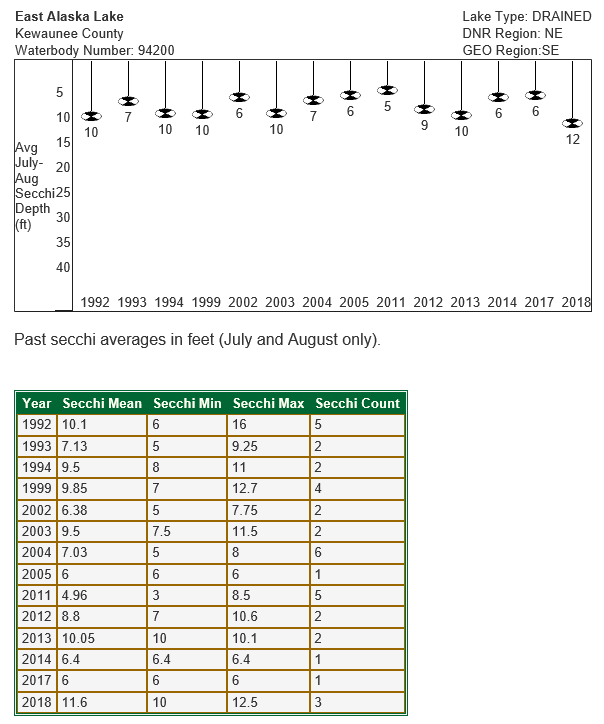 East Alaska Lake
Kewaunee County
Waterbody Number: 94200
Lake Type: DRAINED
DNR Region: NE
GEO Region:SE
Avg
July-
Aug
Secchi
Depth
(ft)
5
10
15
20
25
30
35
40
10 7 10 10 6 10 7 6 5 9 10 6 6 12
1992 1993 1994 1999 2002 2003 2004 2005 2011 2012 2013 2014 2017 2018
Past secchi averages in feet (July and August only).
Year Secchi Mean Secchi Min Secchi Max Secchi Count
1992 10.1 6 16 5
1993 7.13 5 9.25 2
1994 9.5 8 11 2
1999 9.85 7 12.7 4
2002 6.38 5 7.75 2
2003 9.5 7.5 11.5 2
2004 7.03 5 8 6
2005 6 6 6 1
2011 4.96 3 8.5 5
2012 8.8 7 10.6 2
2013 10.05 10 10.1 2
2014 6.4 6.4 6.4 1
2017 6 6 6 1
2018 11.6 10 12.5 3